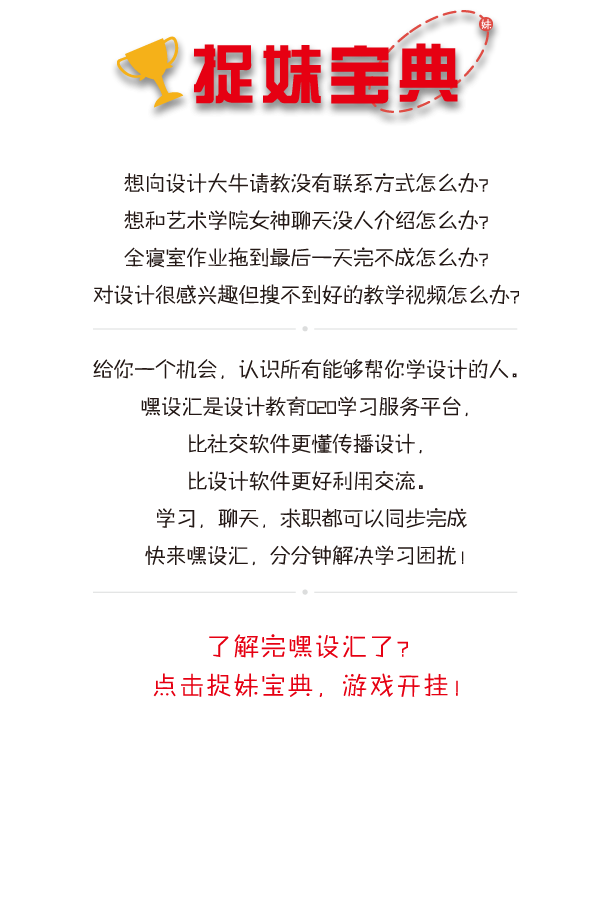 捉妹宝典
妹
想向设计大牛请教没有联系方式怎么办?
想和艺术学院女神聊天没人介绍怎么办?
全寝室作业拖到最后一天完不成怎么办?
对设计很感兴趣但搜不到好的教学视频怎么办?
给你一个机会，认识所有能够帮你学设计的人。
嘿设汇是设计教育O2O学习服务平台，
比社交软件更懂传播设计，
比设计软件更好利用交流。
学习，聊天，求职都可以同步完成
快来嘿设汇，分分钟解决学习困扰！
了解完嘿设汇了?
点击捉妹宝典，游戏开挂！